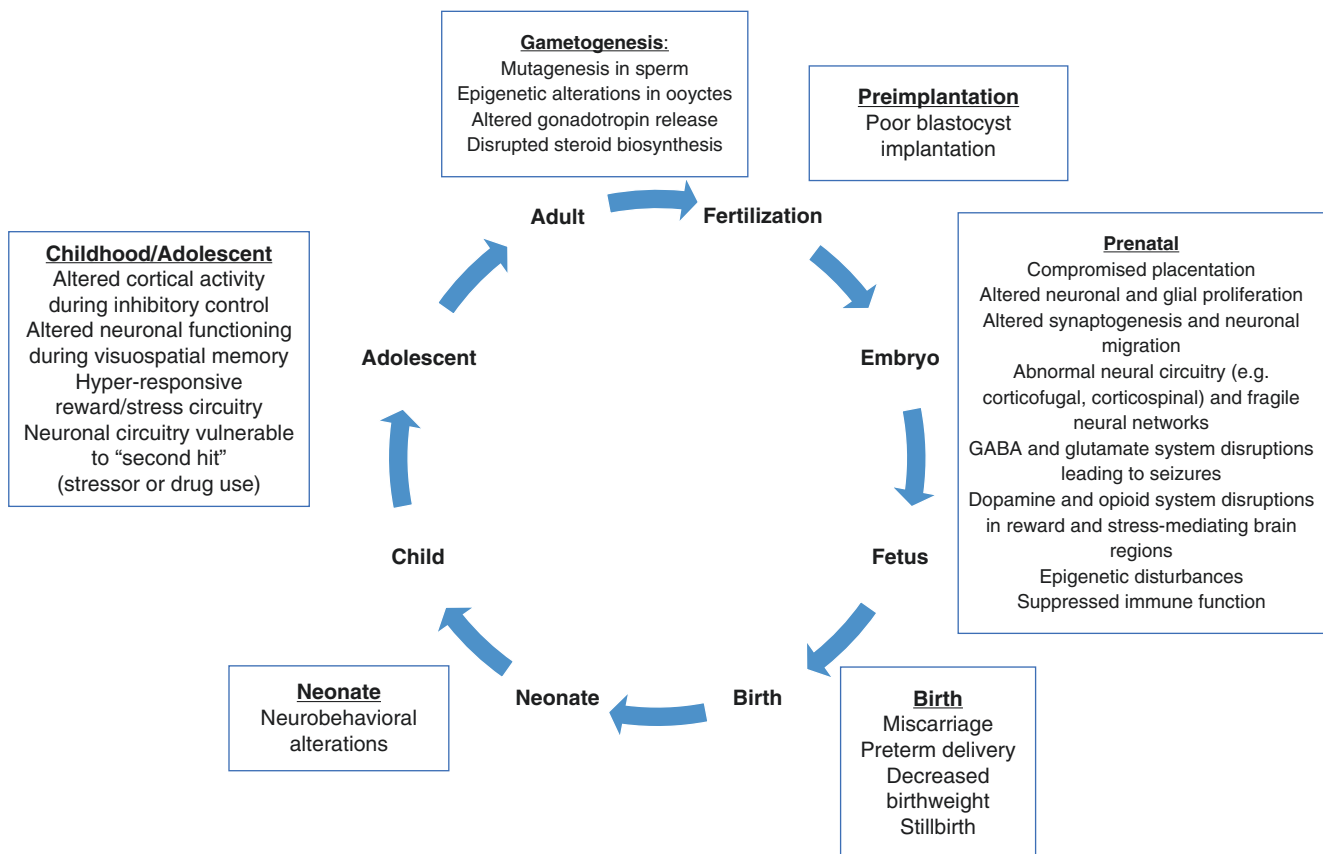 Gametogenesis:
Mutagenesis in sperm
Epigenetic alterations in ooyctes
Altered gonadotropin release
Disrupted steroid biosynthesis
Preimplantation
Poor blastocyst
implantation
Adult
Fertilization
Childhood/Adolescent
Altered cortical activity
during inhibitory control
Altered neuronal functioning
during visuospatial memory
Hyper-responsive
reward/stress circuitry
Neuronal circuitry vulnerable
to “second hit”
(stressor or drug use)
Prenatal
Compromised placentation
Altered neuronal and glial proliferation
Altered synaptogenesis and neuronal
migration
Abnormal neural circuitry (e.g.
corticofugal, corticospinal) and fragile
neural networks
GABA and glutamate system disruptions
leading to seizures
Dopamine and opioid system disruptions
in reward and stress-mediating brain
regions
Epigenetic disturbances
Suppressed immune function
Adolescent
Embryo
Child
Fetus
Neonate
Neurobehavioral
alterations
Neonate
Birth
Birth
Miscarriage
Preterm delivery
Decreased
birthweight
Stillbirth